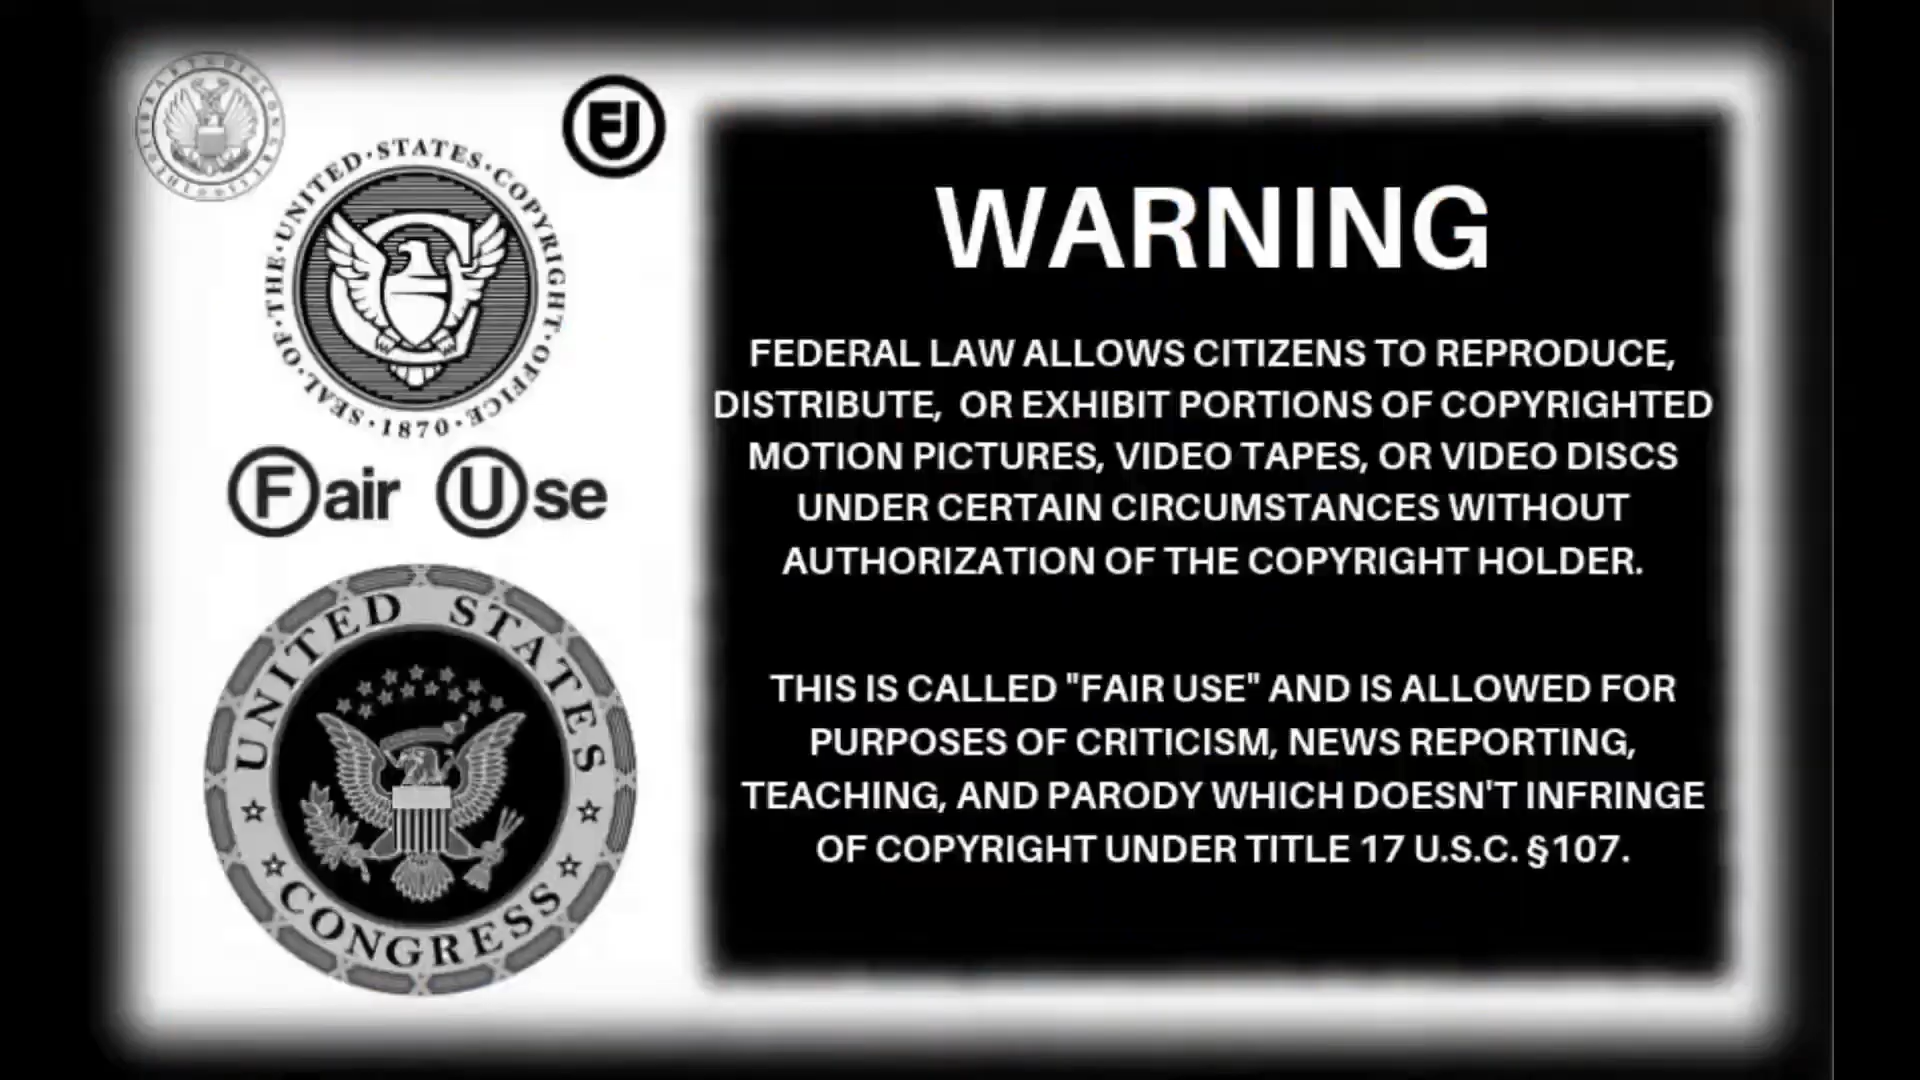 THE·UNITED·STATES·COPYRIGHT·OFFICE·
SEAL·OF·
·1870·
FU
Fair Use
UNITED STATES
CONGRESS
WARNING
FEDERAL LAW ALLOWS CITIZENS TO REPRODUCE,
DISTRIBUTE, OR EXHIBIT PORTIONS OF COPYRIGHTED
MOTION PICTURES, VIDEO TAPES, OR VIDEO DISCS
UNDER CERTAIN CIRCUMSTANCES WITHOUT
AUTHORIZATION OF THE COPYRIGHT HOLDER.
THIS IS CALLED "FAIR USE" AND IS ALLOWED FOR
PURPOSES OF CRITICISM, NEWS REPORTING,
TEACHING, AND PARODY WHICH DOESN'T INFRINGE
OF COPYRIGHT UNDER TITLE 17 U.S.C. §107.